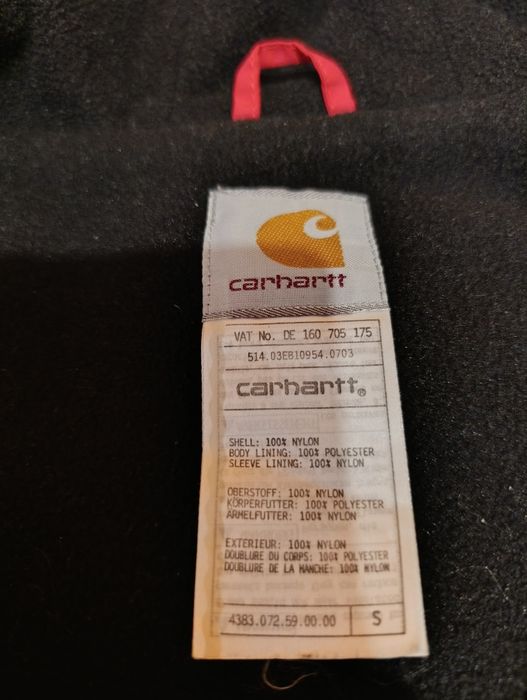 carhartt
VAT No. DE 160 705 175
514.03EB10954.0703
carhartt®
SHELL: 100% NYLON
BODY LINING: 100% POLYESTER
SLEEVE LINING: 100% NYLON
OBERSTOFF: 100% NYLON
KÖRPERFUTTER: 100% POLYESTER
ÄRMELFUTTER: 100% NYLON
EXTERIEUR: 100% NYLON
DOUBLURE DU CORPS: 100% POLYESTER
DOUBLURE DE LA MANCHE: 100% NYLON
4383.072.59.00.00 S